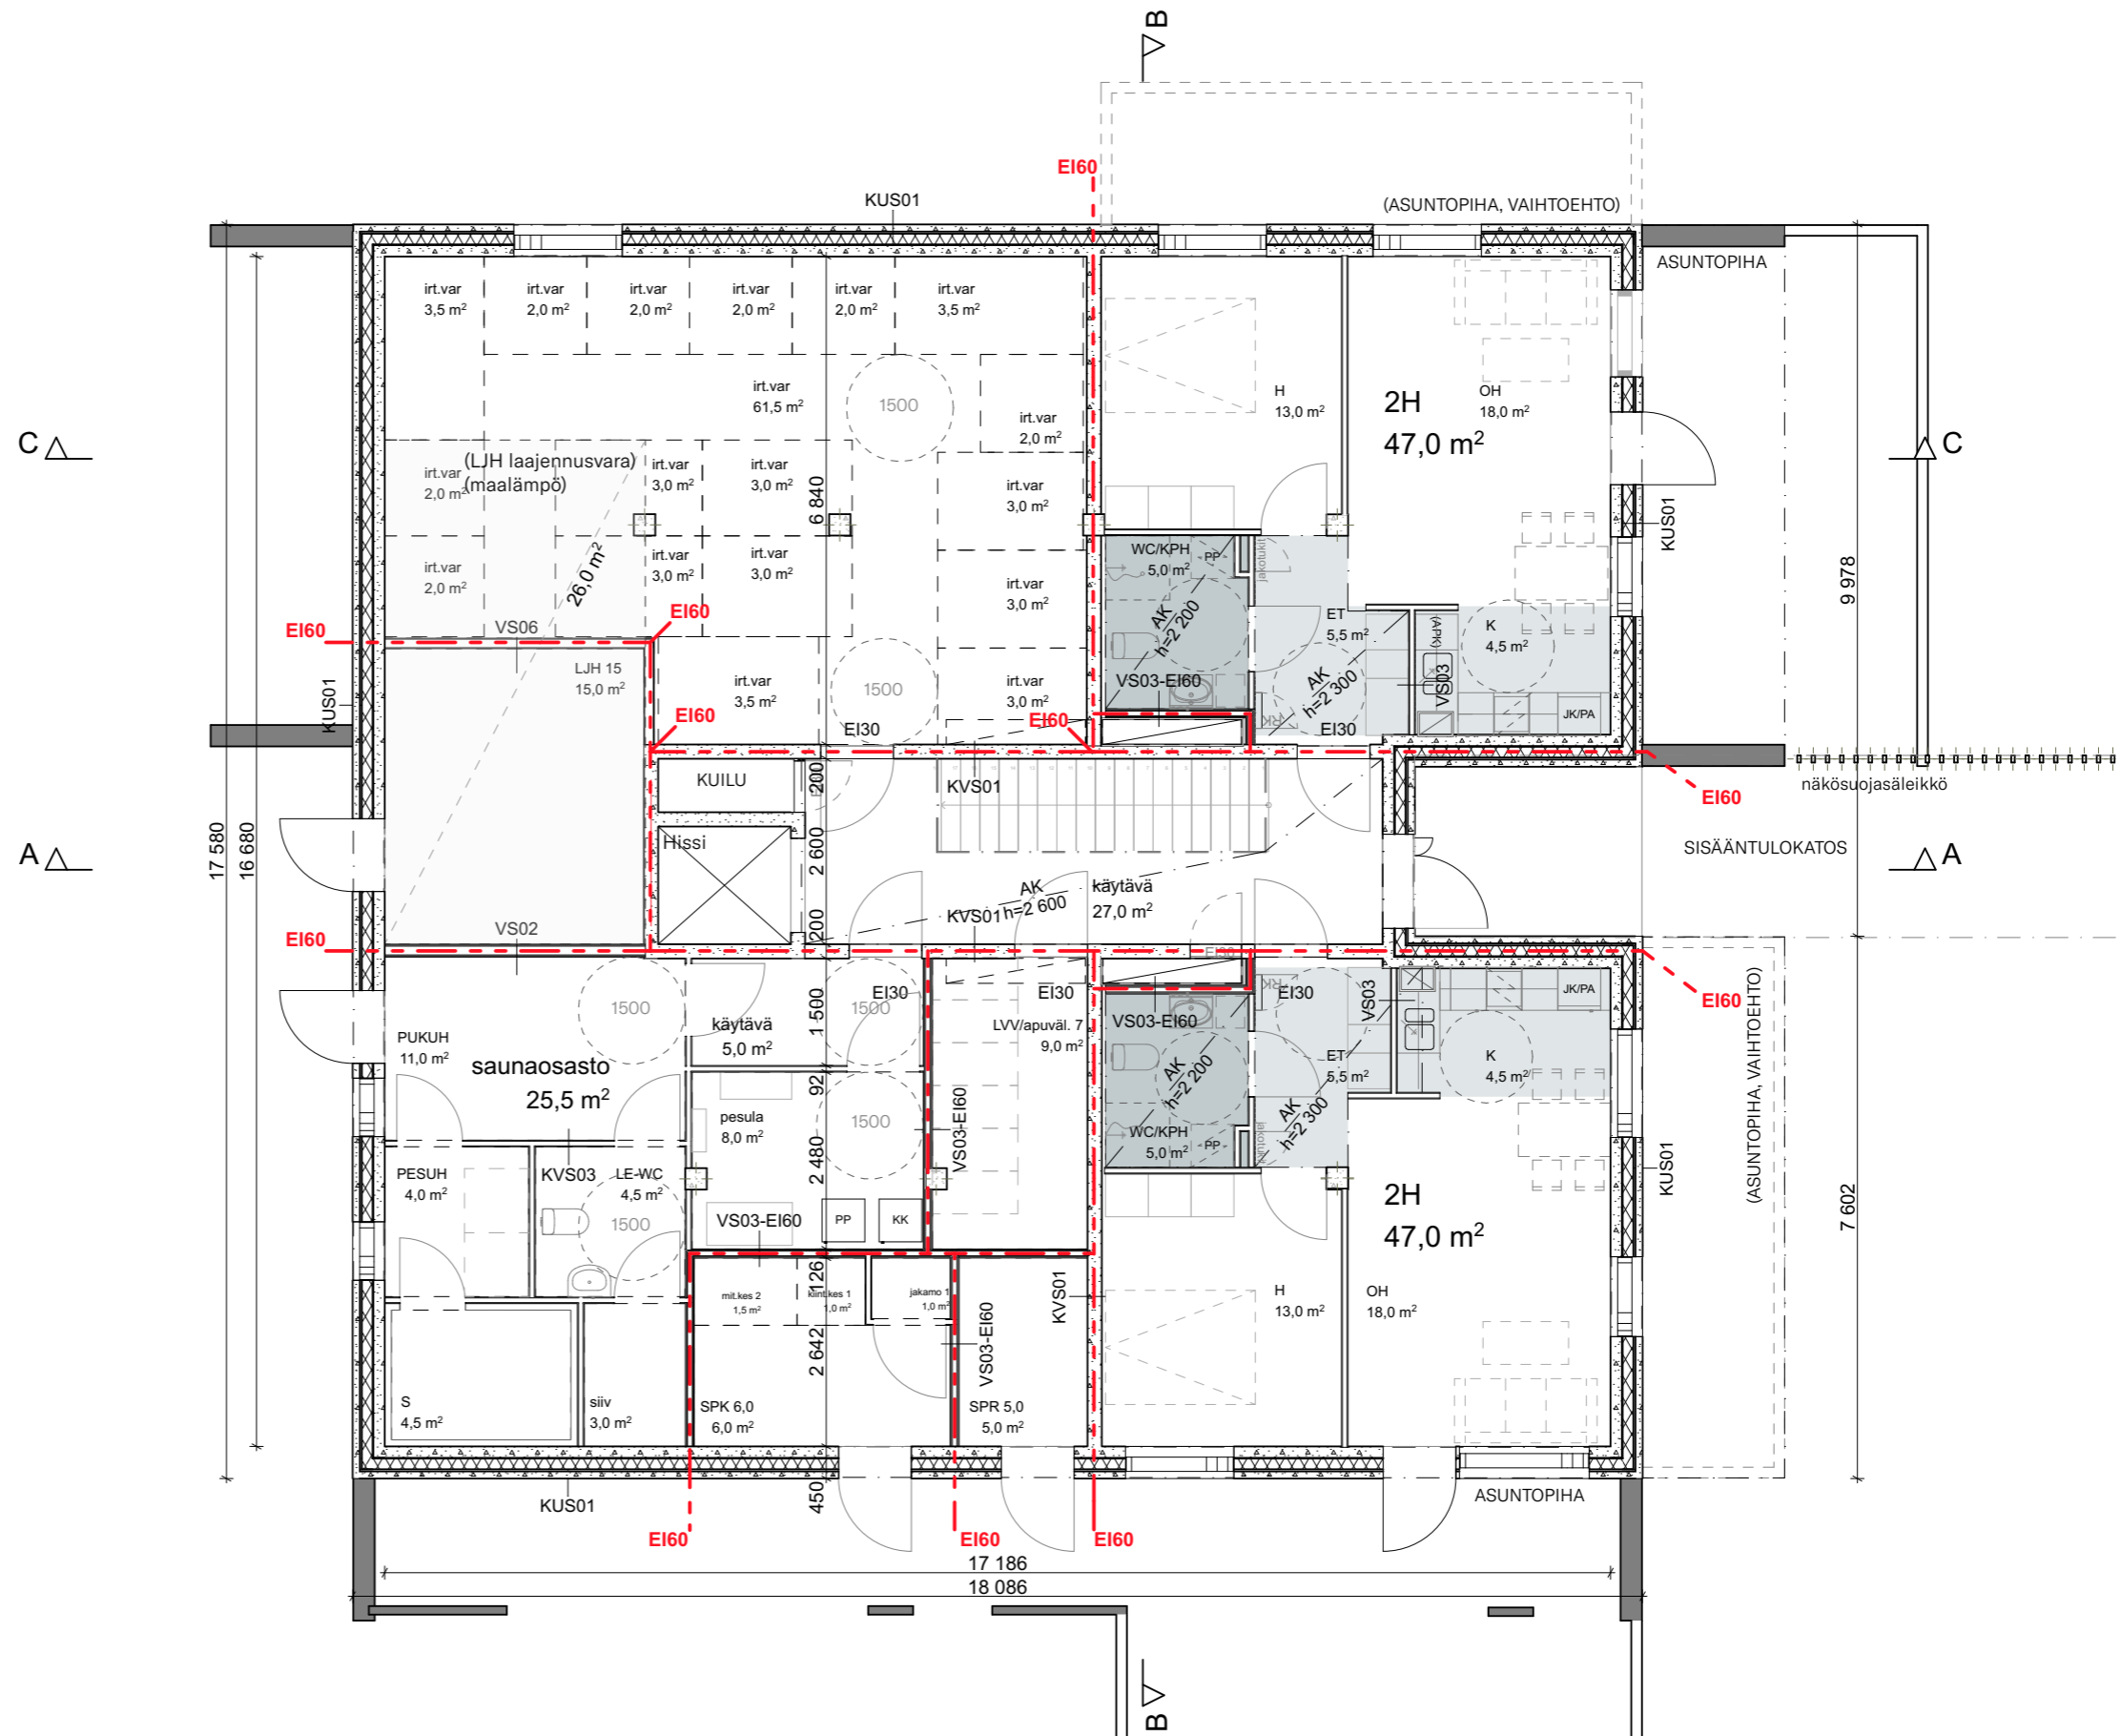 B
EI60
KUS01
(ASUNTOPIHA, VAIHTOEHTO)
ASUNTOPIHA
irt.var
3,5 m²
irt.var
2,0 m²
irt.var
2,0 m²
irt.var
2,0 m²
irt.var
2,0 m²
irt.var
3,5 m²
irt.var
61,5 m²
1500
irt.var
2,0 m²
H
13,0 m²
2H
47,0 m²
OH
18,0 m²
C
C
(LJH laajennusvara)
(maalämpö)
irt.var
2,0 m²
irt.var
3,0 m²
irt.var
3,0 m²
6 840
irt.var
3,0 m²
KUS01
irt.var
2,0 m²
26,0 m²
irt.var
3,0 m²
irt.var
3,0 m²
irt.var
3,0 m²
WC/KPH
5,0 m²
PP
jakotukit
AK
h=2 200
ET
5,5 m²
(APK)
K
4,5 m²
9 978
EI60
VS06
EI60
LJH 15
15,0 m²
irt.var
3,5 m²
1500
irt.var
3,0 m²
VS03-EI60
AK
h=2 300
VS03
JK/PA
KUS01
EI60
EI30
EI60
RK
EI30
KUILU
200
KVS01
EI60
näkösuojasäleikkö
17 580
16 680
A
Hissi
2 600
SISÄÄNTULOKATOS
A
AK
h=2 600
käytävä
27,0 m²
200
KVS01
EI60
VS02
EI30
1500
1 500
1500
EI30
EI30
RK
EI30
VS03
JK/PA
EI60
(ASUNTOPIHA, VAIHTOEHTO)
PUKUH
11,0 m²
käytävä
5,0 m²
LVV/apuväl. 7
9,0 m²
VS03-EI60
saunaosasto
25,5 m²
92
AK
h=2 200
ET
5,5 m²
K
4,5 m²
pesula
8,0 m²
1500
VS03-EI60
WC/KPH
5,0 m²
PP
AK
h=2 300
PESUH
4,0 m²
KVS03
LE-WC
4,5 m²
2 480
KUS01
1500
VS03-EI60
PP
KK
2H
47,0 m²
7 602
126
mit.kes 2
1,5 m²
kiint.kes 1
1,0 m²
jakamo 1
1,0 m²
KVS01
H
13,0 m²
OH
18,0 m²
2 642
VS03-EI60
S
4,5 m²
siiv
3,0 m²
SPK 6,0
6,0 m²
SPR 5,0
5,0 m²
KUS01
450
ASUNTOPIHA
EI60
EI60
EI60
17 186
18 086
B